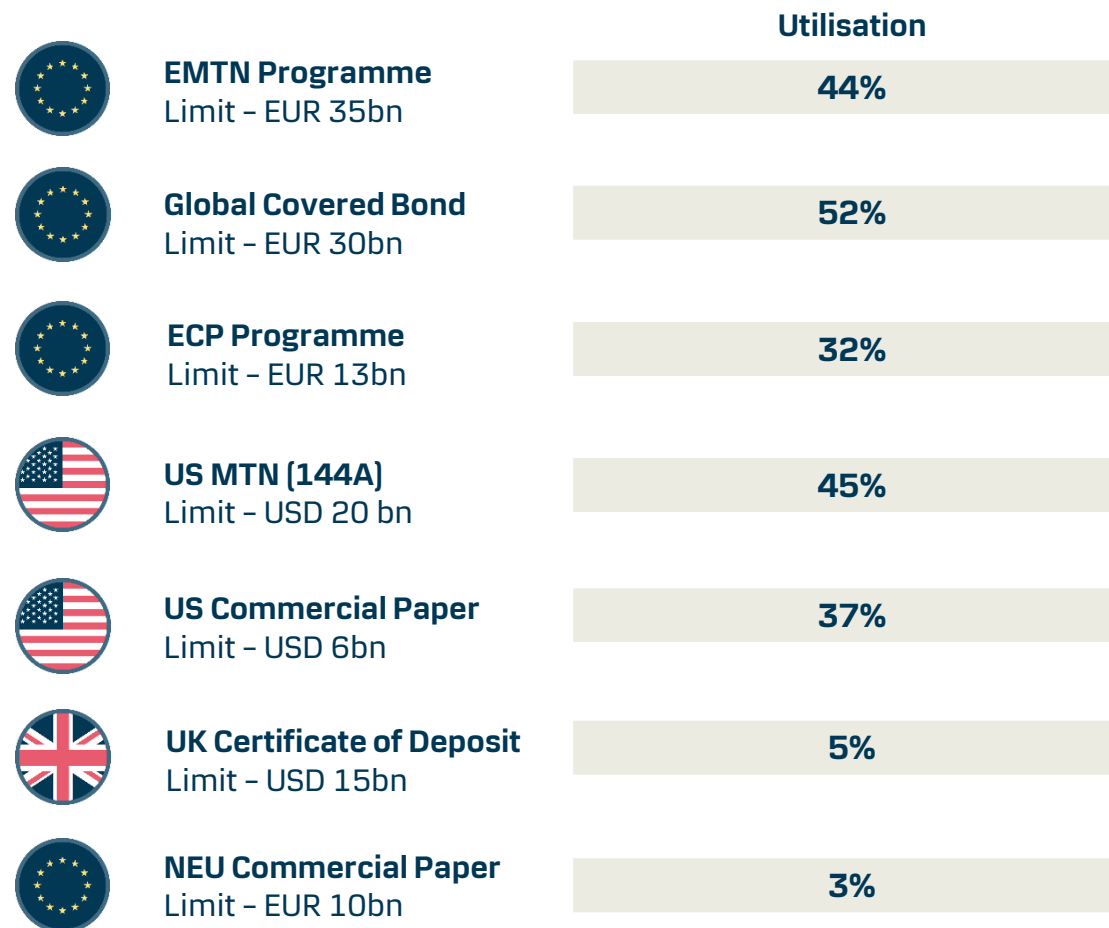 Utilisation
EMTN Programme
Limit – EUR 35bn
44%
Global Covered Bond
Limit – EUR 30bn
52%
ECP Programme
Limit – EUR 13bn
32%
US MTN (144A)
Limit – USD 20 bn
45%
US Commercial Paper
Limit – USD 6bn
37%
UK Certificate of Deposit
Limit – USD 15bn
5%
NEU Commercial Paper
Limit – EUR 10bn
3%